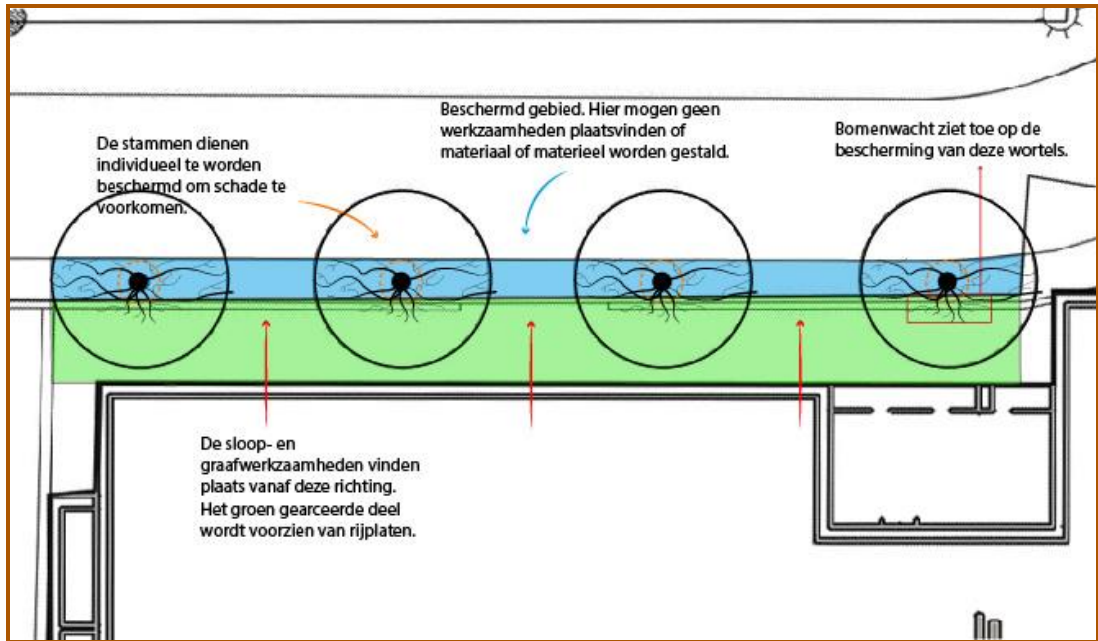 De stammen dienen
individueel te worden
beschermd om schade te
voorkomen.
Beschermd gebied. Hier mogen geen
werkzaamheden plaatsvinden of
materiaal of materieel worden gestald.
Bomenwacht ziet toe op de
bescherming van deze wortels.
De sloop- en
graafwerkzaamheden vinden
plaats vanaf deze richting.
Het groen gearceerde deel
wordt voorzien van rijplaten.